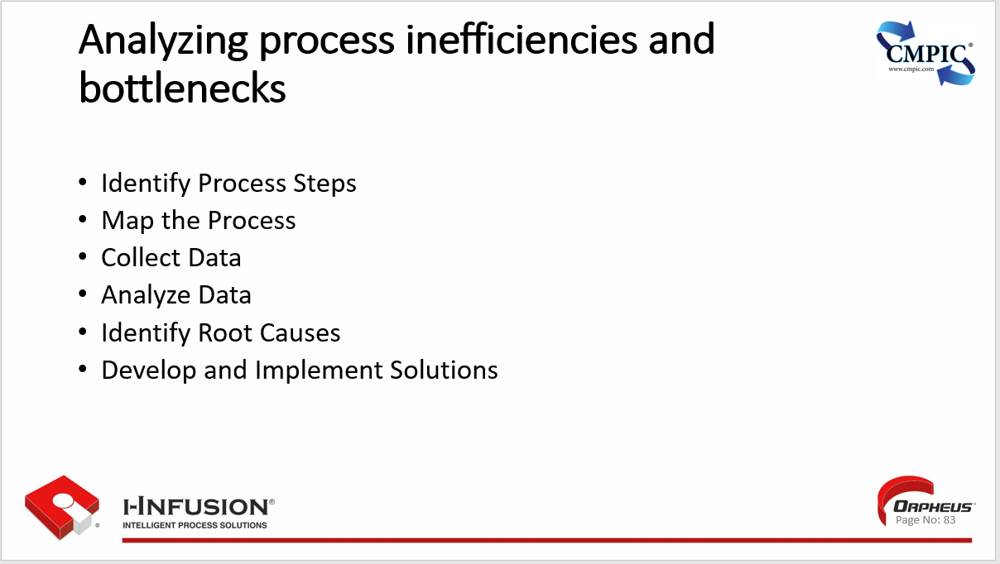 Analyzing process inefficiencies and
bottlenecks
CMPIC®
www.cmpic.com
• Identify Process Steps
• Map the Process
• Collect Data
• Analyze Data
• Identify Root Causes
• Develop and Implement Solutions
®
I-INFUSION®
INTELLIGENT PROCESS SOLUTIONS
ORPHEUS™
Page No: 83